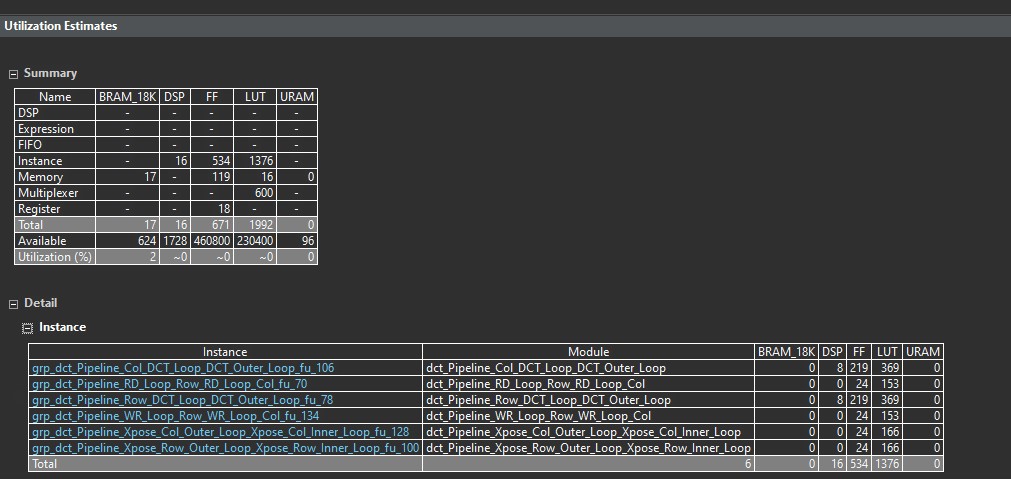 Utilization Estimates
Summary
Name BRAM_18K DSP FF LUT URAM
DSP - - - - -
Expression - - - - -
FIFO - - - - -
Instance - 16 534 1376 -
Memory 17 - 119 16 0
Multiplexer - - - 600 -
Register - - 18 - -
Total 17 16 671 1992 0
Available 624 1728 460800 230400 96
Utilization (%) 2 ~0 ~0 ~0 0
Detail
Instance
Instance Module BRAM_18K DSP FF LUT URAM
grp_dct_Pipeline_Col_DCT_Loop_DCT_Outer_Loop_fu_106 dct_Pipeline_Col_DCT_Loop_DCT_Outer_Loop 0 8 219 369 0
grp_dct_Pipeline_RD_Loop_Row_RD_Loop_Col_fu_70 dct_Pipeline_RD_Loop_Row_RD_Loop_Col 0 0 24 153 0
grp_dct_Pipeline_Row_DCT_Loop_DCT_Outer_Loop_fu_78 dct_Pipeline_Row_DCT_Loop_DCT_Outer_Loop 0 8 219 369 0
grp_dct_Pipeline_WR_Loop_Row_WR_Loop_Col_fu_134 dct_Pipeline_WR_Loop_Row_WR_Loop_Col 0 0 24 153 0
grp_dct_Pipeline_Xpose_Col_Outer_Loop_Xpose_Col_Inner_Loop_fu_128 dct_Pipeline_Xpose_Col_Outer_Loop_Xpose_Col_Inner_Loop 0 0 24 166 0
grp_dct_Pipeline_Xpose_Row_Outer_Loop_Xpose_Row_Inner_Loop_fu_100 dct_Pipeline_Xpose_Row_Outer_Loop_Xpose_Row_Inner_Loop 0 0 24 166 0
Total 6 0 16 534 1376 0